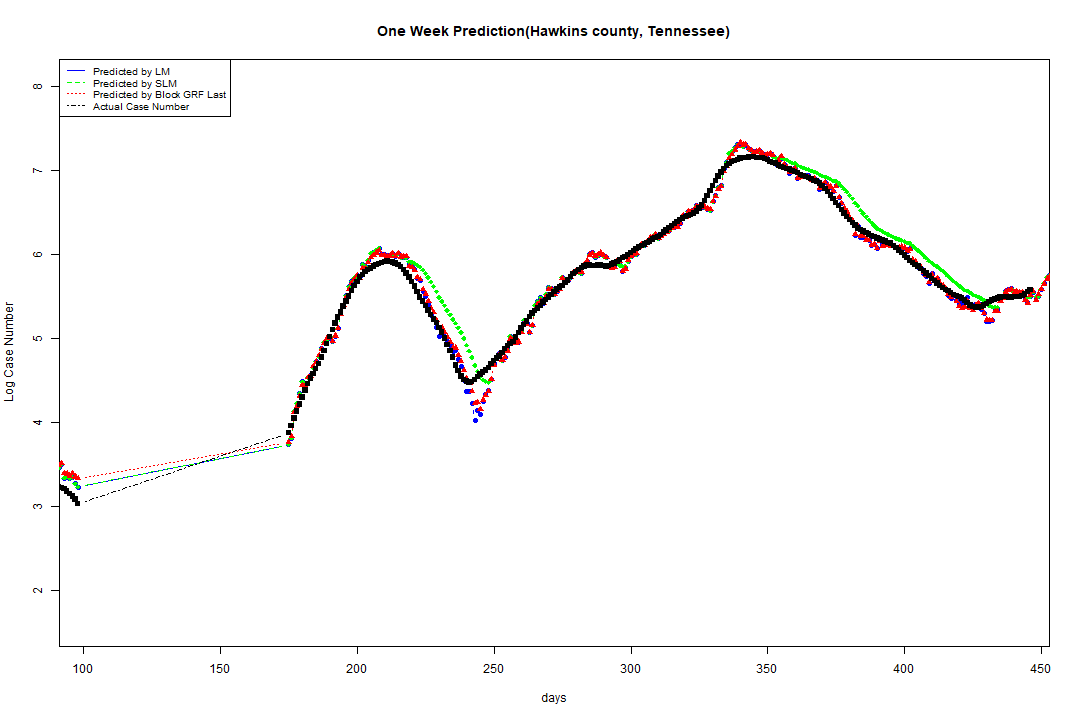 One Week Prediction(Hawkins county, Tennessee)
Predicted by LM
Predicted by SLM
Predicted by Block GRF Last
Actual Case Number
8
7
6
5
4
3
2
Log Case Number
100 150 200 250 300 350 400 450
days